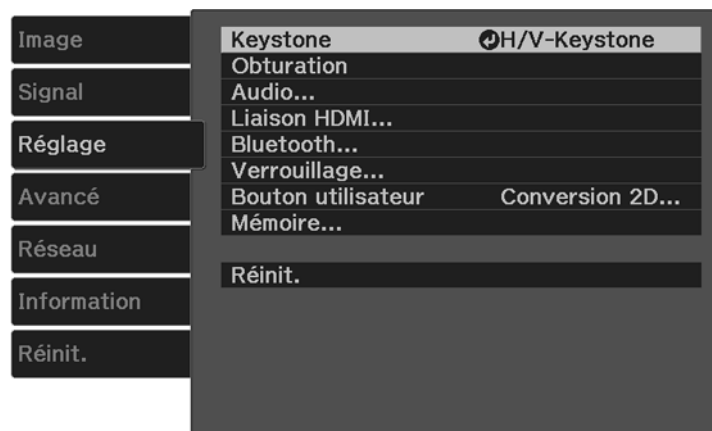 Image
Signal
Réglage
Avancé
Réseau
Information
Réinit.
Keystone H/V-Keystone
Obturation
Audio...
Liaison HDMI...
Bluetooth...
Verrouillage...
Bouton utilisateur Conversion 2D...
Mémoire...
Réinit.